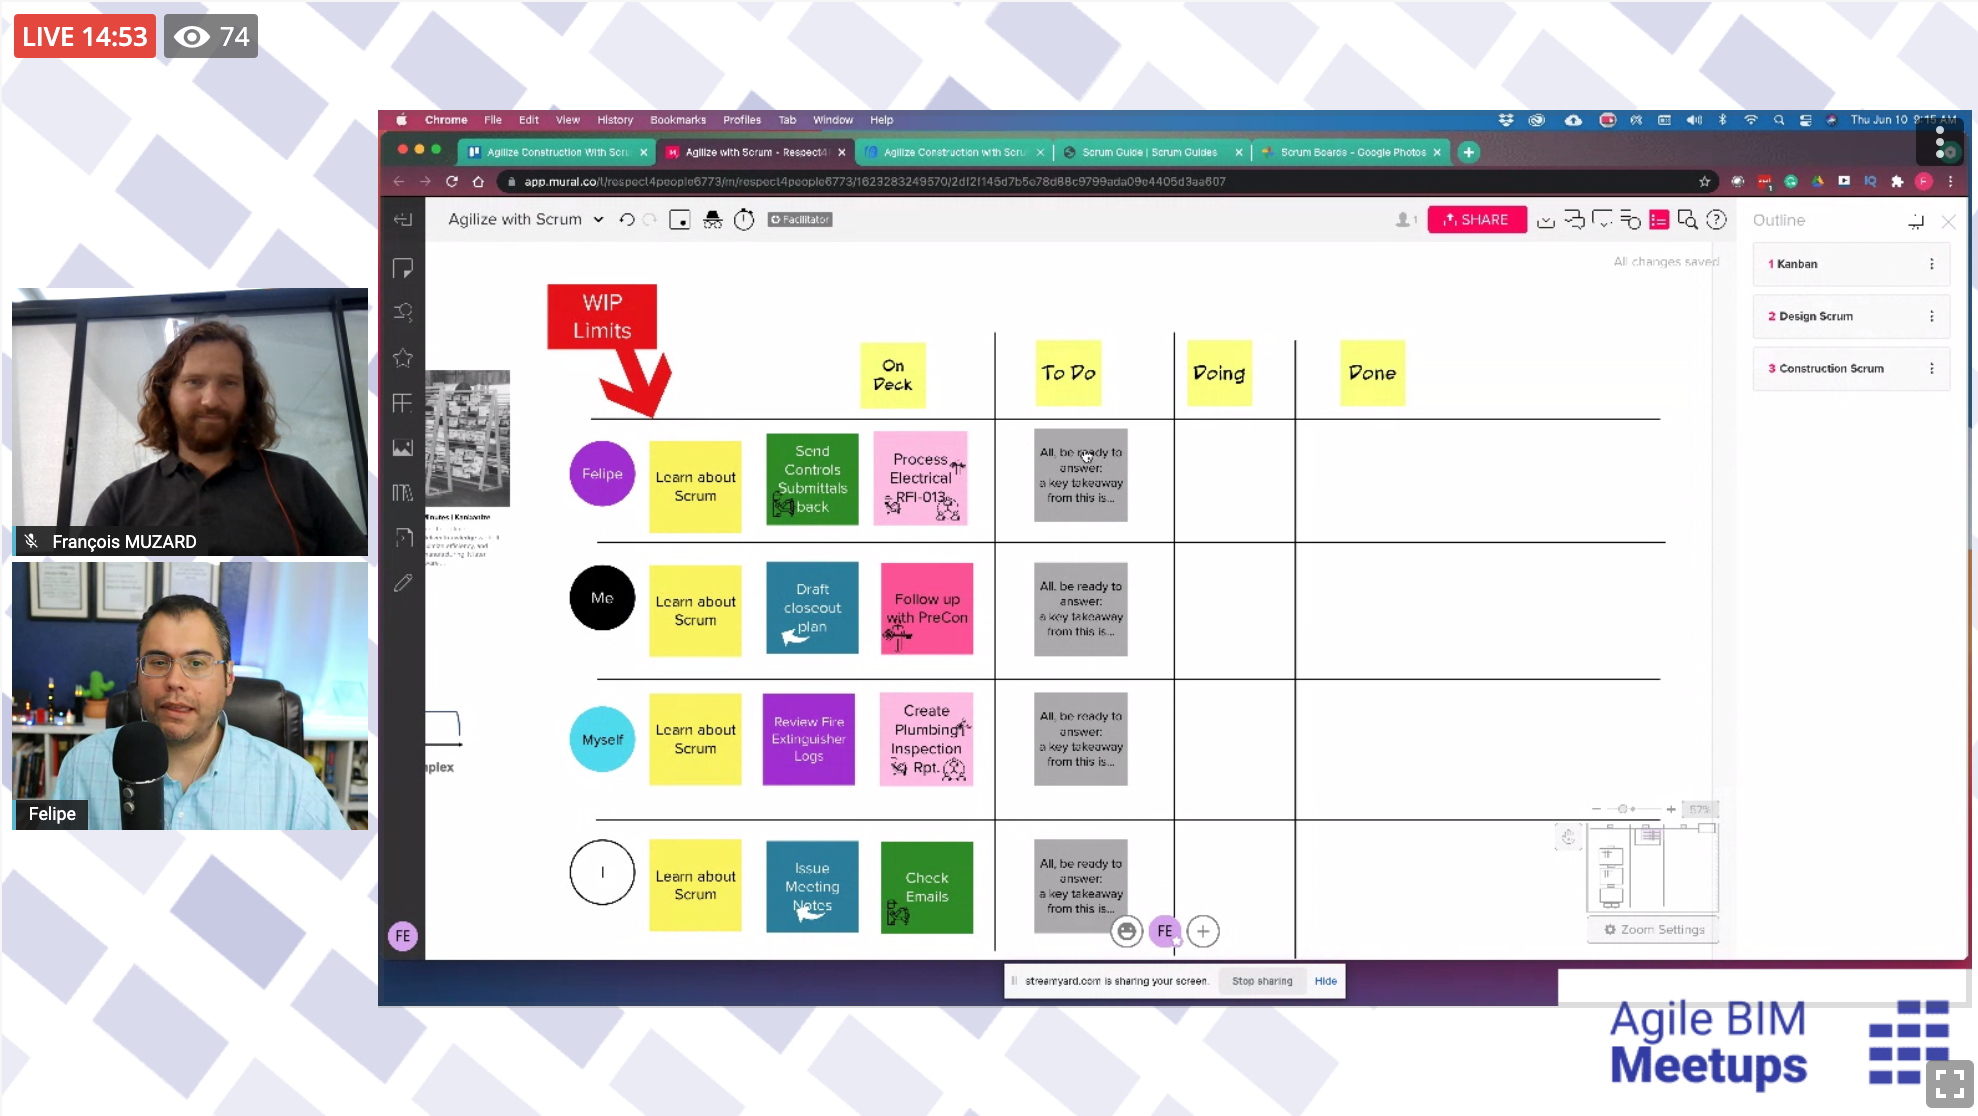 LIVE 14:53
74
Chrome File Edit View History Bookmarks Profiles Tab Window Help
Thu Jun 10 9:15 AM
Agilize Construction With Scru
Agilize with Scrum - Respect4
Agilize Construction with Scru
Scrum Guide | Scrum Guides
Scrum Boards - Google Photos
app.mural.co/t/respect4people6773/m/respect4people6773/1623283249570/2df2f145d7b5e78d88c9799ada09e4405d3aa607
Agilize with Scrum
Facilitator
1
SHARE
Outline
All changes saved
1 Kanban
2 Design Scrum
3 Construction Scrum
WIP
Limits
On
Deck
To Do
Doing
Done
Felipe
Learn about
Scrum
Send
Controls
Submittals
back
Process
Electrical
RFI-013
All, be ready to
answer:
a key takeaway
from this is...
Me
Learn about
Scrum
Draft
closeout
plan
Follow up
with PreCon
All, be ready to
answer:
a key takeaway
from this is...
Myself
Learn about
Scrum
Review Fire
Extinguisher
Logs
Create
Plumbing
Inspection
Rpt.
All, be ready to
answer:
a key takeaway
from this is...
I
Learn about
Scrum
Issue
Meeting
Notes
Check
Emails
All, be ready to
answer:
a key takeaway
from this is...
Minutes | Kanbanize
nplex
57%
Zoom Settings
FE
FE
streamyard.com is sharing your screen.
Stop sharing
Hide
François MUZARD
Felipe
Agile BIM
Meetups